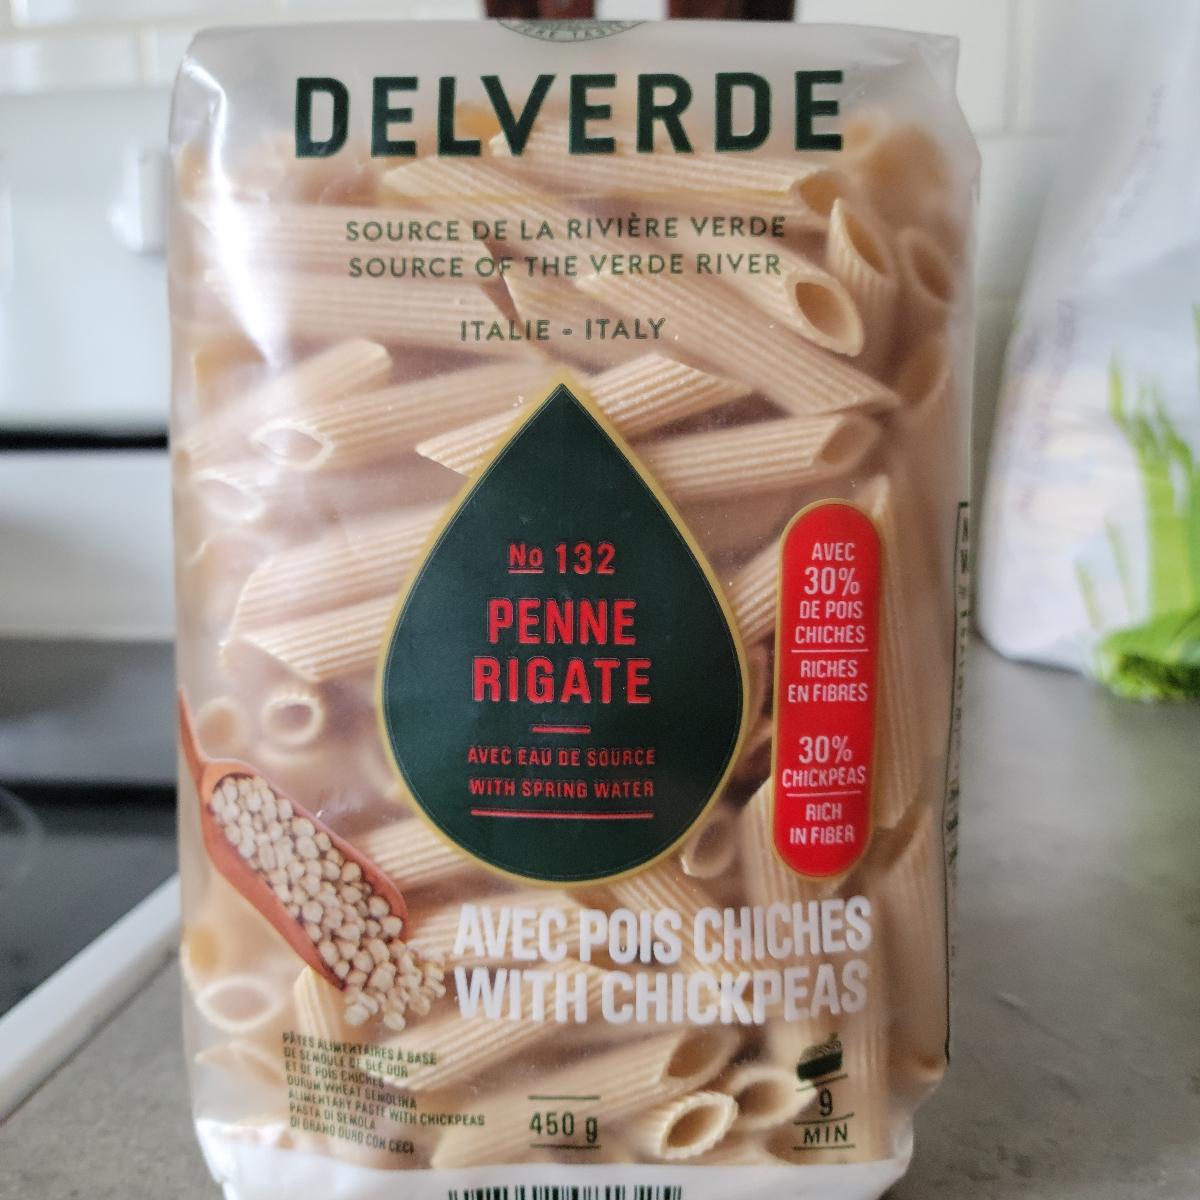 DELVERDE
SOURCE DE LA RIVIÈRE VERDE
SOURCE OF THE VERDE RIVER
ITALIE - ITALY
No 132
PENNE
RIGATE
AVEC EAU DE SOURCE
WITH SPRING WATER
AVEC
30%
DE POIS
CHICHES
RICHES
EN FIBRES
30%
CHICKPEAS
RICH
IN FIBER
AVEC POIS CHICHES
WITH CHICKPEAS
PÂTES ALIMENTAIRES À BASE
DE SEMOULE DE BLÉ DUR
ET DE POIS CHICHES
DURUM WHEAT SEMOLINA
ALIMENTARY PASTE WITH CHICKPEAS
PASTA DI SEMOLA
DI GRANO DURO CON CECI
450 g
9
MIN